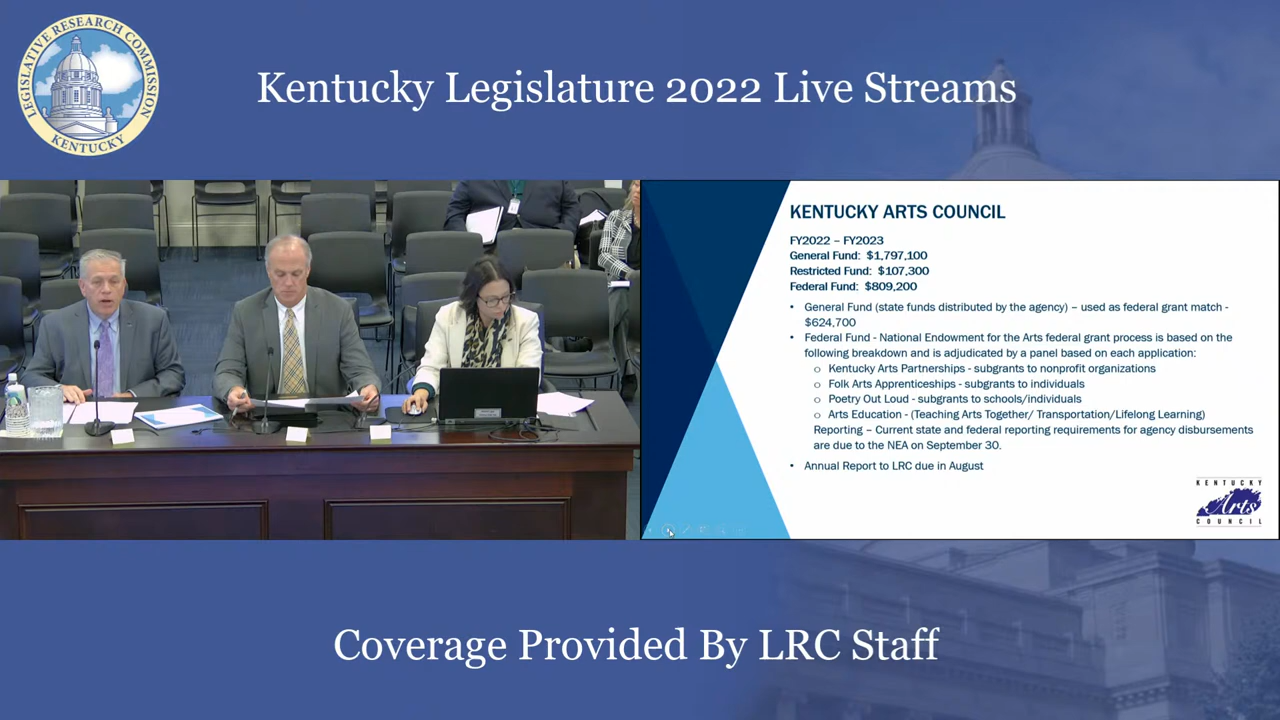 LEGISLATIVE RESEARCH COMMISSION
KENTUCKY
Kentucky Legislature 2022 Live Streams
KENTUCKY ARTS COUNCIL
FY2022 – FY2023
General Fund: $1,797,100
Restricted Fund: $107,300
Federal Fund: $809,200
• General Fund (state funds distributed by the agency) – used as federal grant match -
$624,700
• Federal Fund - National Endowment for the Arts federal grant process is based on the
following breakdown and is adjudicated by a panel based on each application:
o Kentucky Arts Partnerships - subgrants to nonprofit organizations
o Folk Arts Apprenticeships - subgrants to individuals
o Poetry Out Loud - subgrants to schools/individuals
o Arts Education - (Teaching Arts Together/ Transportation/Lifelong Learning)
Reporting – Current state and federal reporting requirements for agency disbursements
are due to the NEA on September 30.
• Annual Report to LRC due in August
KENTUCKY
Arts
COUNCIL
Coverage Provided By LRC Staff